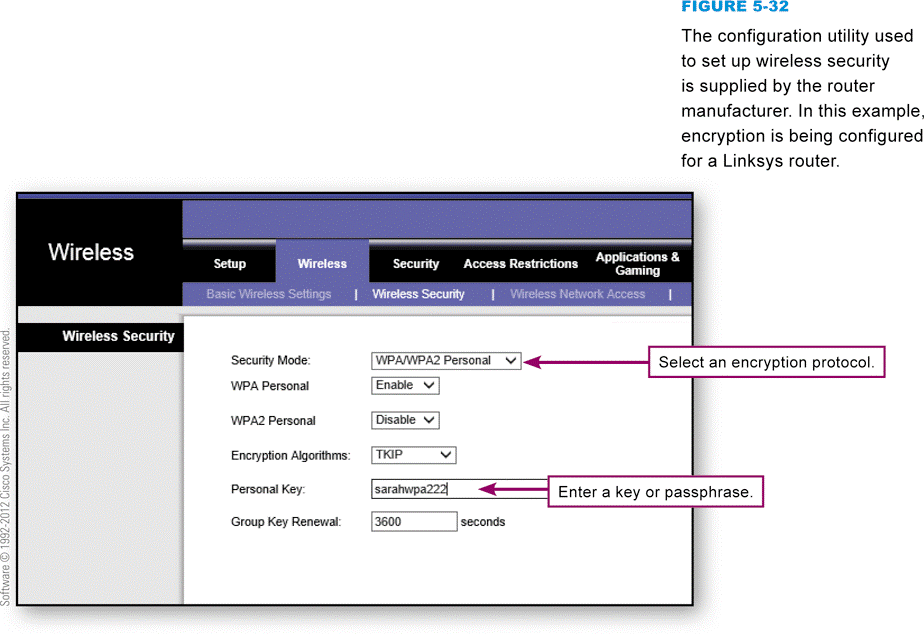 FIGURE 5-32
The configuration utility used
to set up wireless security
is supplied by the router
manufacturer. In this example,
encryption is being configured
for a Linksys router.
Wireless
Setup
Wireless
Security
Access Restrictions
Applications &
Gaming
Basic Wireless Settings | Wireless Security | Wireless Network Access |
Wireless Security
Security Mode: WPA/WPA2 Personal
Select an encryption protocol.
WPA Personal Enable
WPA2 Personal Disable
Encryption Algorithms: TKIP
Personal Key: sarahwpa222
Enter a key or passphrase.
Group Key Renewal: 3600 seconds
Software © 1992-2012 Cisco Systems Inc. All rights reserved.